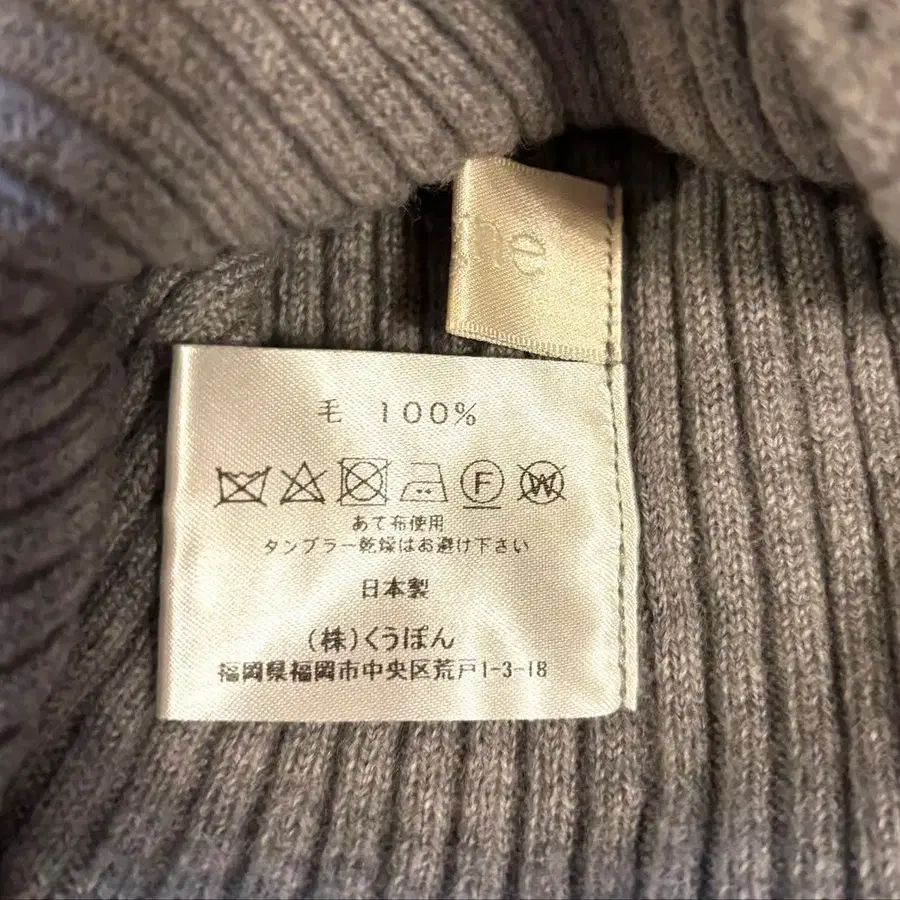 毛 100%
F W
あて布使用
タンブラー乾燥はお避け下さい
日本製
(株)くうぽん
福岡県福岡市中央区荒戸1-3-18